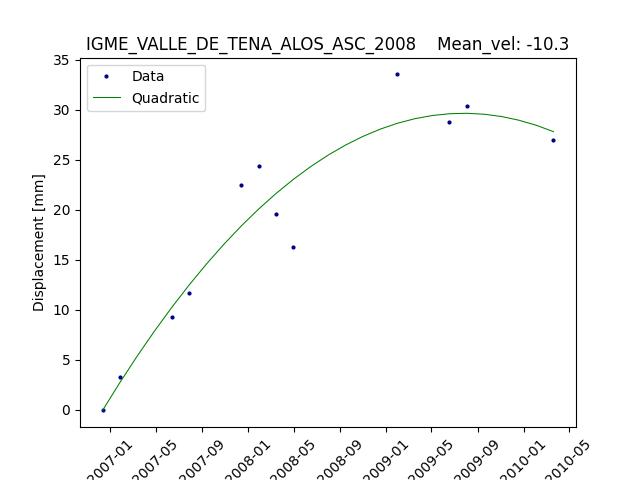 IGME_VALLE_DE_TENA_ALOS_ASC_2008 Mean_vel: -10.3
35
30
25
20
15
10
5
0
Displacement [mm]
Data
Quadratic
2007-01 2007-05 2007-09 2008-01 2008-05 2008-09 2009-01 2009-05 2009-09 2010-01 2010-05